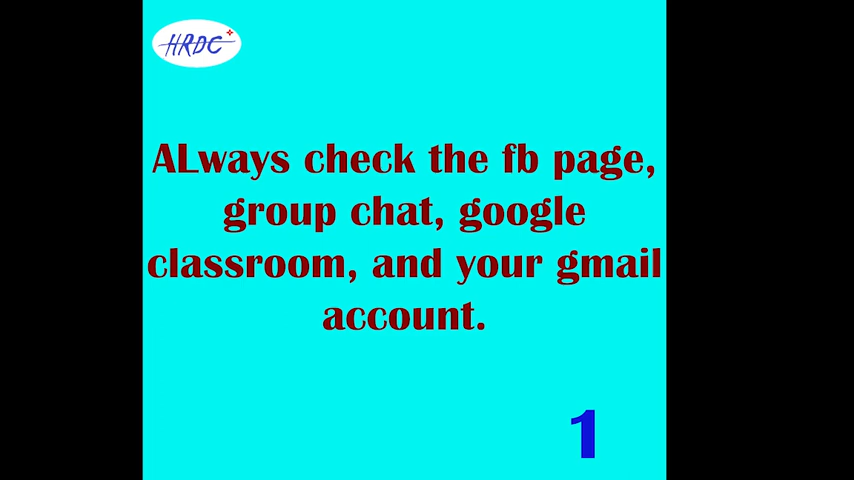 HRDC
ALways check the fb page,
group chat, google
classroom, and your gmail
account.
1